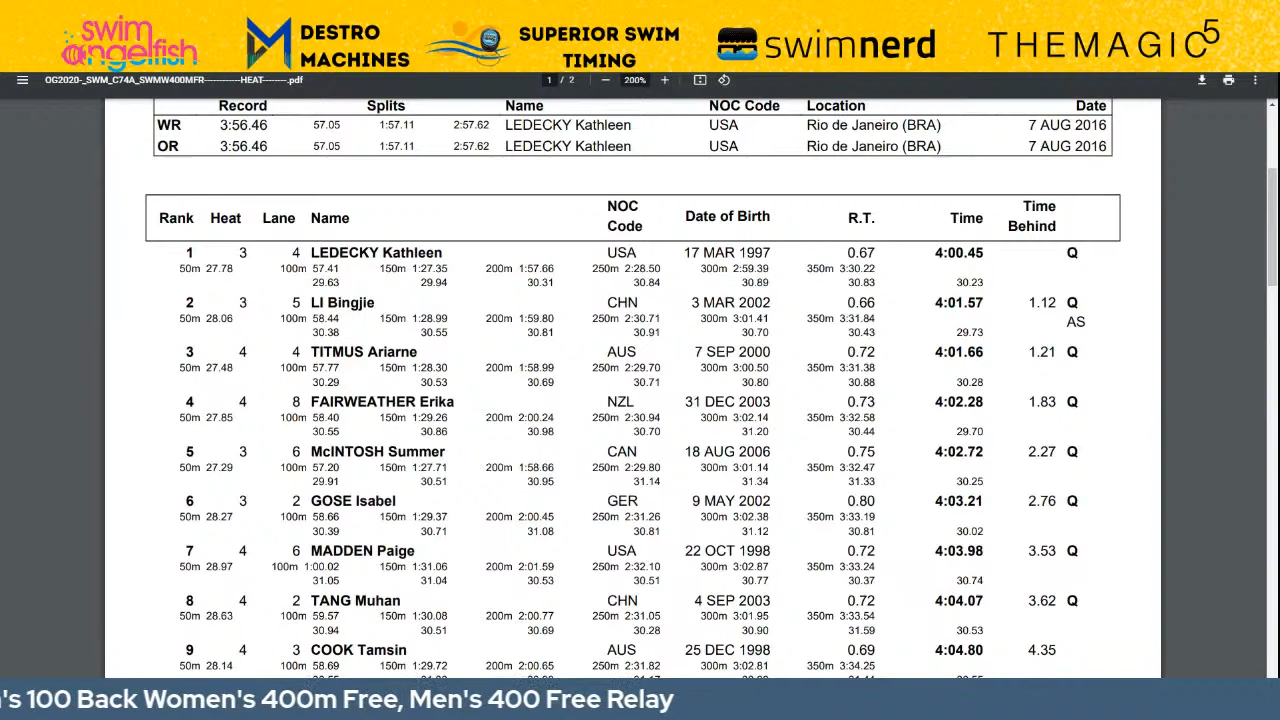 swim angelfish
DESTRO MACHINES
SUPERIOR SWIM TIMING
swimnerd
THEMAGIC5
OG2020-_SWM_C74A_SWMW400MFR------------HEAT--------.pdf 1 / 2 200%
Record Splits Name NOC Code Location Date
WR 3:56.46 57.05 1:57.11 2:57.62 LEDECKY Kathleen USA Rio de Janeiro (BRA) 7 AUG 2016
OR 3:56.46 57.05 1:57.11 2:57.62 LEDECKY Kathleen USA Rio de Janeiro (BRA) 7 AUG 2016
Rank Heat Lane Name NOC Code Date of Birth R.T. Time Time Behind
1 3 4 LEDECKY Kathleen USA 17 MAR 1997 0.67 4:00.45 Q
50m 27.78 100m 57.41 150m 1:27.35 200m 1:57.66 250m 2:28.50 300m 2:59.39 350m 3:30.22
29.63 29.94 30.31 30.84 30.89 30.83 30.23
2 3 5 LI Bingjie CHN 3 MAR 2002 0.66 4:01.57 1.12 Q
50m 28.06 100m 58.44 150m 1:28.99 200m 1:59.80 250m 2:30.71 300m 3:01.41 350m 3:31.84 AS
30.38 30.55 30.81 30.91 30.70 30.43 29.73
3 4 4 TITMUS Ariarne AUS 7 SEP 2000 0.72 4:01.66 1.21 Q
50m 27.48 100m 57.77 150m 1:28.30 200m 1:58.99 250m 2:29.70 300m 3:00.50 350m 3:31.38
30.29 30.53 30.69 30.71 30.80 30.88 30.28
4 4 8 FAIRWEATHER Erika NZL 31 DEC 2003 0.73 4:02.28 1.83 Q
50m 27.85 100m 58.40 150m 1:29.26 200m 2:00.24 250m 2:30.94 300m 3:02.14 350m 3:32.58
30.55 30.86 30.98 30.70 31.20 30.44 29.70
5 3 6 McINTOSH Summer CAN 18 AUG 2006 0.75 4:02.72 2.27 Q
50m 27.29 100m 57.20 150m 1:27.71 200m 1:58.66 250m 2:29.80 300m 3:01.14 350m 3:32.47
29.91 30.51 30.95 31.14 31.34 31.33 30.25
6 3 2 GOSE Isabel GER 9 MAY 2002 0.80 4:03.21 2.76 Q
50m 28.27 100m 58.66 150m 1:29.37 200m 2:00.45 250m 2:31.26 300m 3:02.38 350m 3:33.19
30.39 30.71 31.08 30.81 31.12 30.81 30.02
7 4 6 MADDEN Paige USA 22 OCT 1998 0.72 4:03.98 3.53 Q
50m 28.97 100m 1:00.02 150m 1:31.06 200m 2:01.59 250m 2:32.10 300m 3:02.87 350m 3:33.24
31.05 31.04 30.53 30.51 30.77 30.37 30.74
8 4 2 TANG Muhan CHN 4 SEP 2003 0.72 4:04.07 3.62 Q
50m 28.63 100m 59.57 150m 1:30.08 200m 2:00.77 250m 2:31.05 300m 3:01.95 350m 3:33.54
30.94 30.51 30.69 30.28 30.90 31.59 30.53
9 4 3 COOK Tamsin AUS 25 DEC 1998 0.69 4:04.80 4.35
50m 28.14 100m 58.69 150m 1:29.72 200m 2:00.65 250m 2:31.82 300m 3:02.81 350m 3:34.25
's 100 Back Women's 400m Free, Men's 400 Free Relay